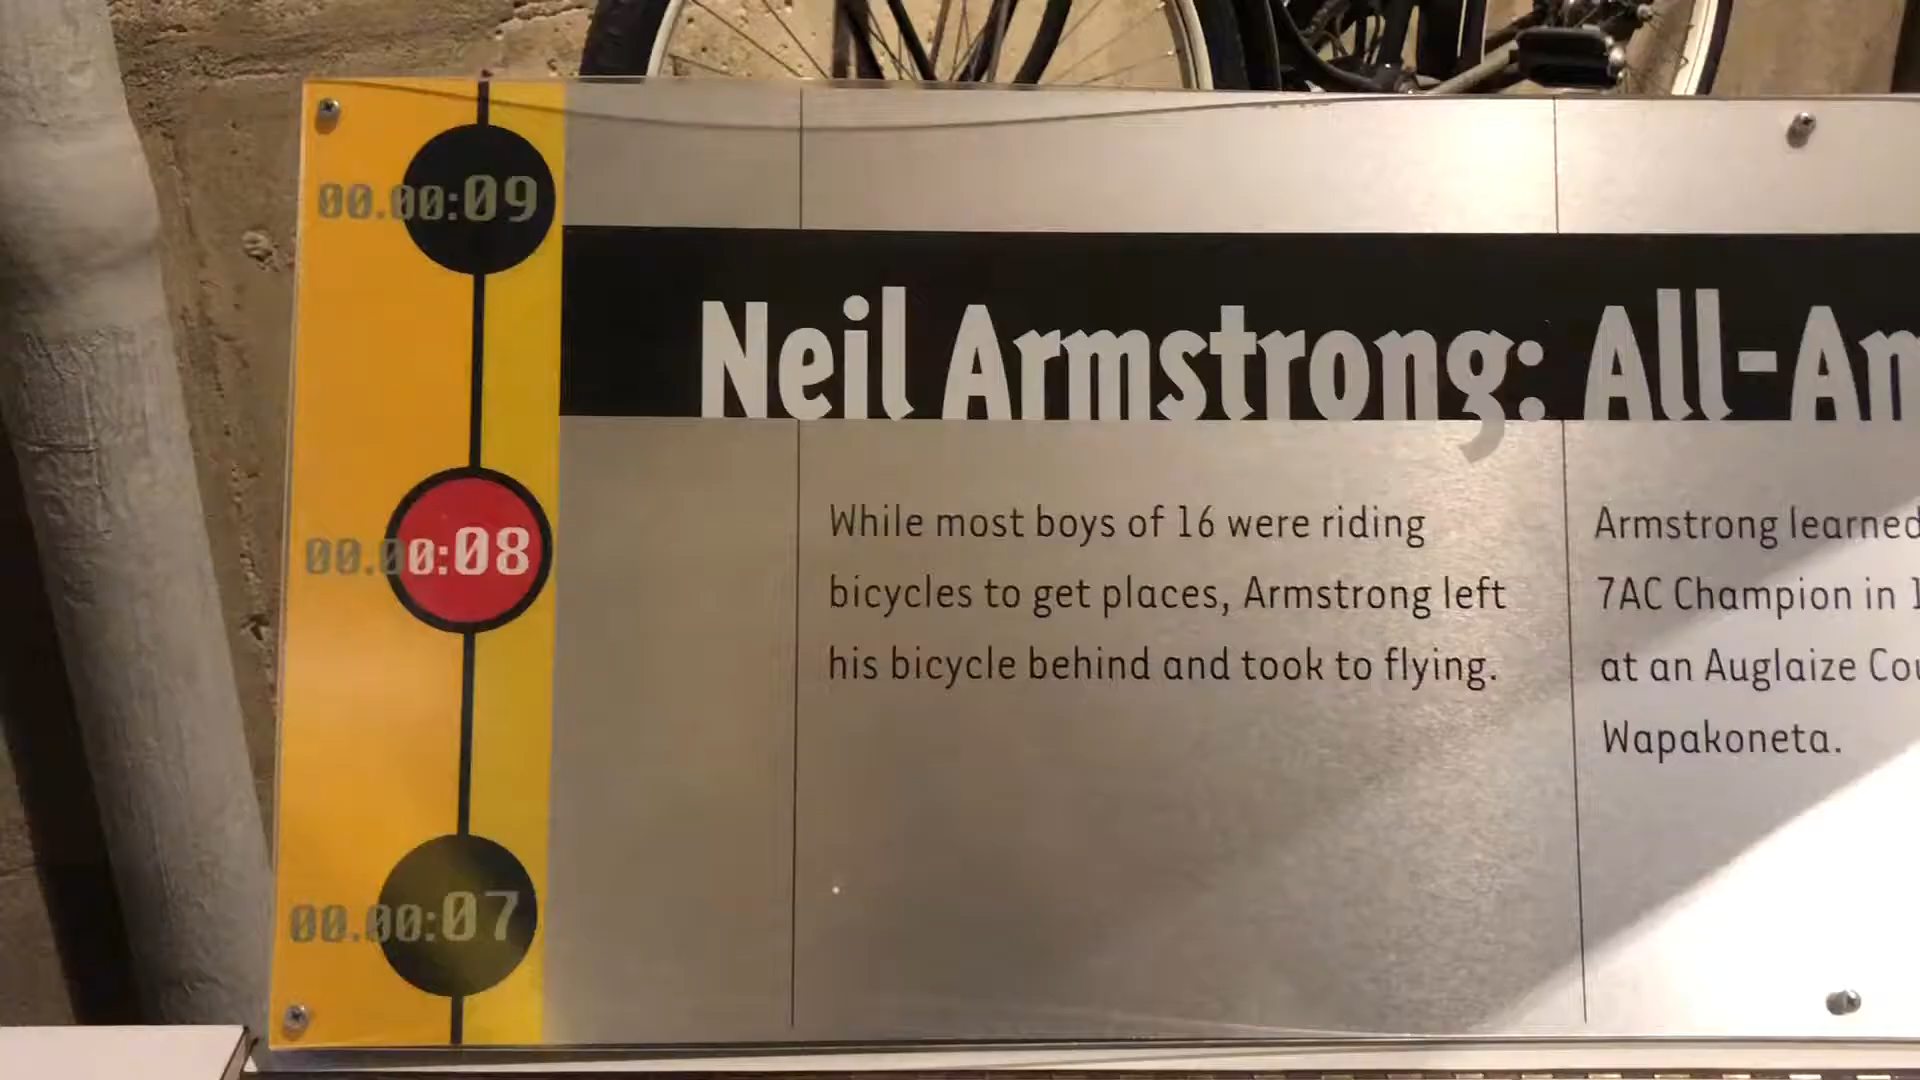 00.00:09
Neil Armstrong: All-Am
00.00:08
While most boys of 16 were riding
bicycles to get places, Armstrong left
his bicycle behind and took to flying.
Armstrong learned
7AC Champion in 1
at an Auglaize Cou
Wapakoneta.
00.00:07